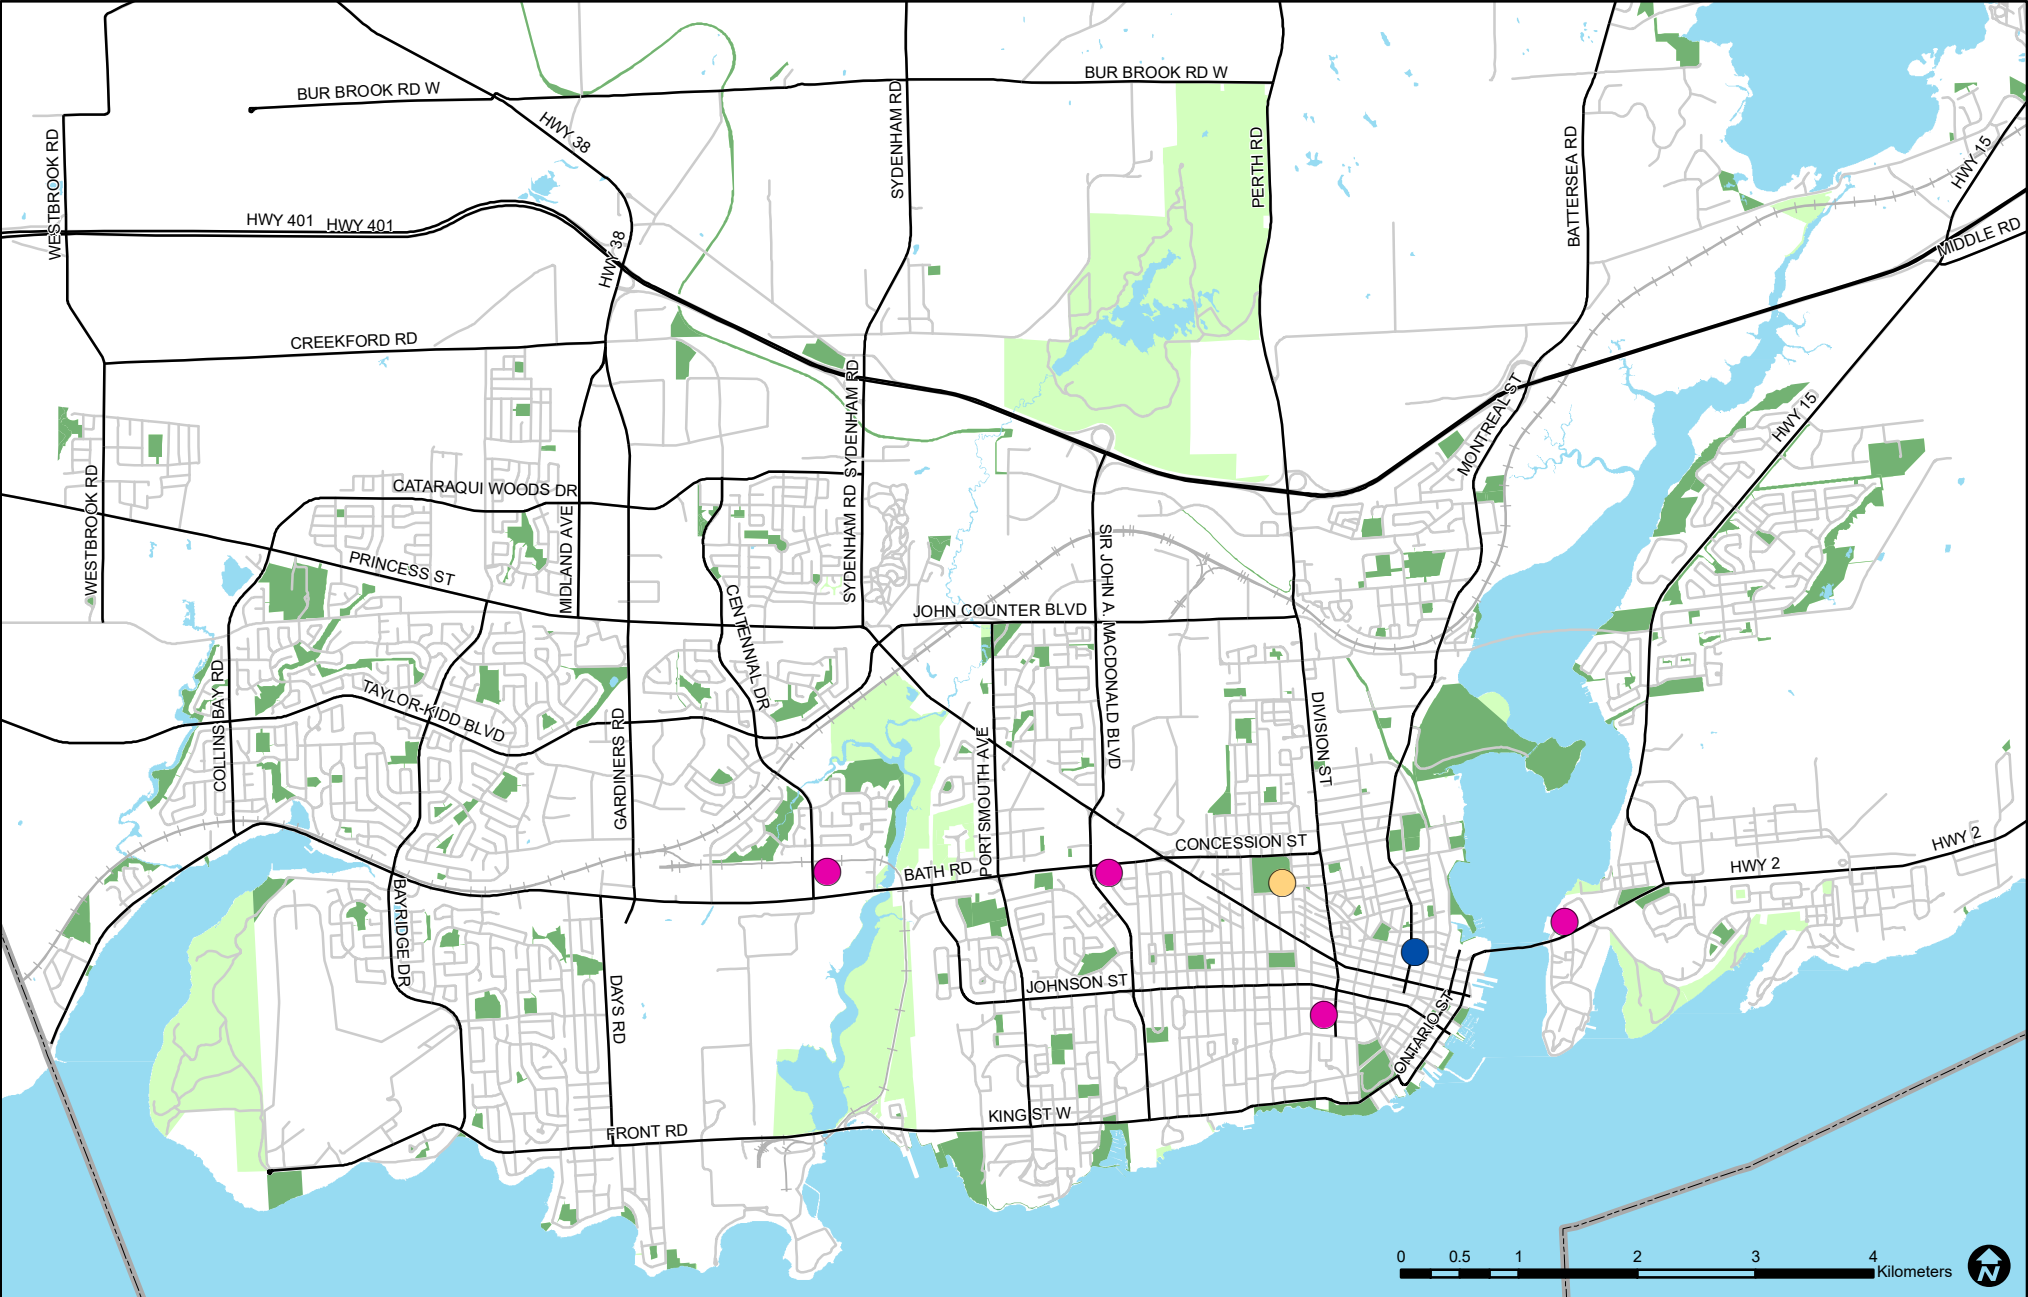 BUR BROOK RD W
BUR BROOK RD W
HWY 38
SYDENHAM RD
PERTH RD
BATTERSEA RD
WESTBROOK RD
HWY 15
HWY 401
HWY 401
HWY 38
MIDDLE RD
CREEKFORD RD
SYDENHAM RD
MONTREAL ST
HWY 15
WESTBROOK RD
CATARAQUI WOODS DR
MIDLAND AVE
SYDENHAM RD
PRINCESS ST
CENTENNIAL DR
JOHN COUNTER BLVD
SIR JOHN A. MACDONALD BLVD
COLLINS BAY RD
TAYLOR-KIDD BLVD
GARDINERS RD
PORTSMOUTH AVE
DIVISION ST
CONCESSION ST
BATH RD
HWY 2
HWY 2
BAYRIDGE DR
DAYS RD
JOHNSON ST
ONTARIO ST
KING ST W
FRONT RD
0 0.5 1 2 3 4
Kilometers
N